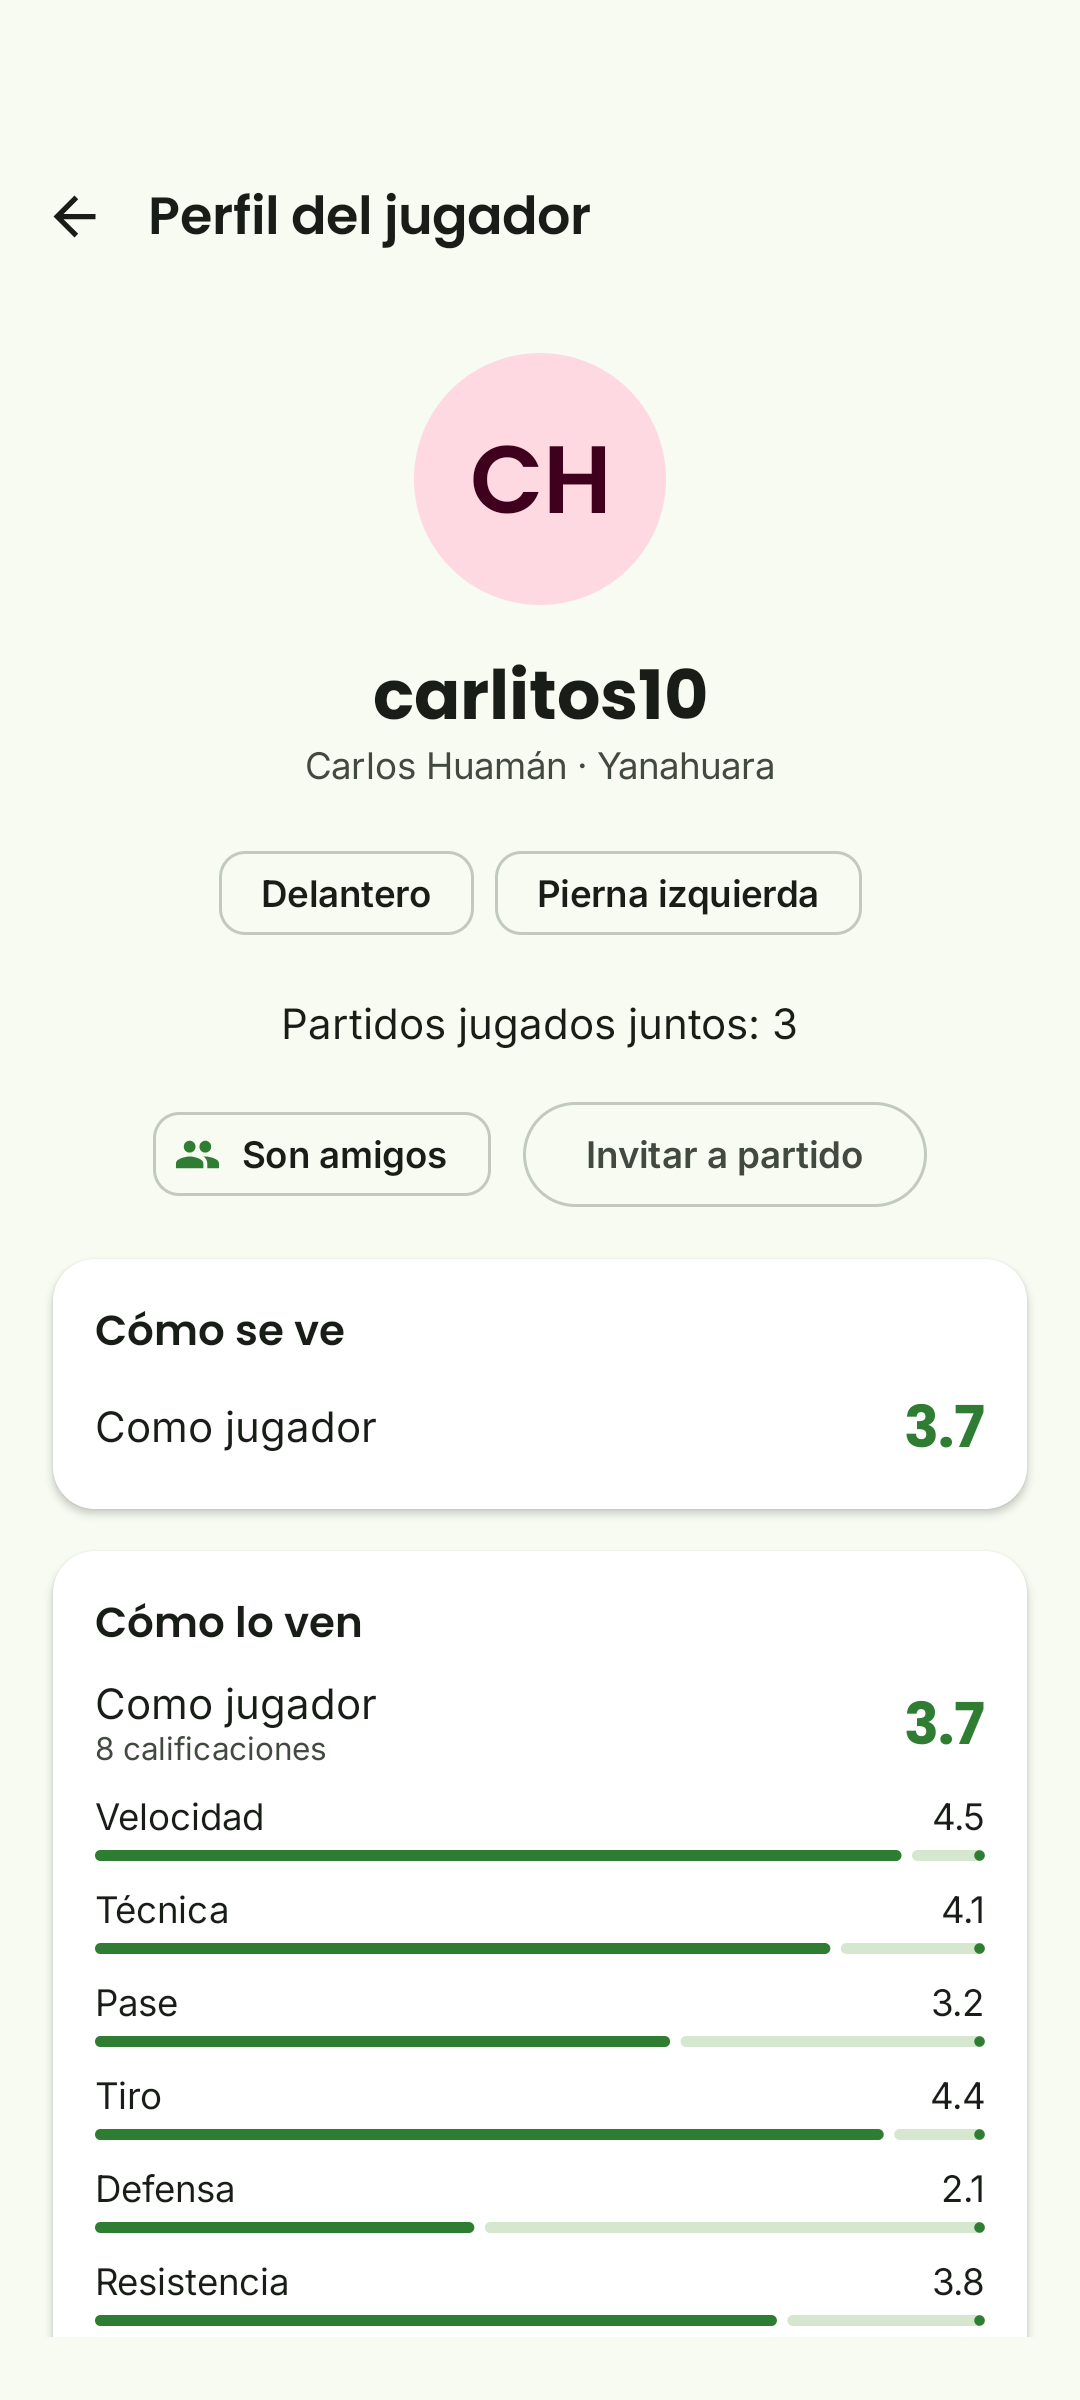 Perfil del jugador
CH
carlitos10
Carlos Huamán · Yanahuara
Delantero
Pierna izquierda
Partidos jugados juntos: 3
Son amigos
Invitar a partido
Cómo se ve
Como jugador 3.7
Cómo lo ven
Como jugador 3.7
8 calificaciones
Velocidad 4.5
Técnica 4.1
Pase 3.2
Tiro 4.4
Defensa 2.1
Resistencia 3.8